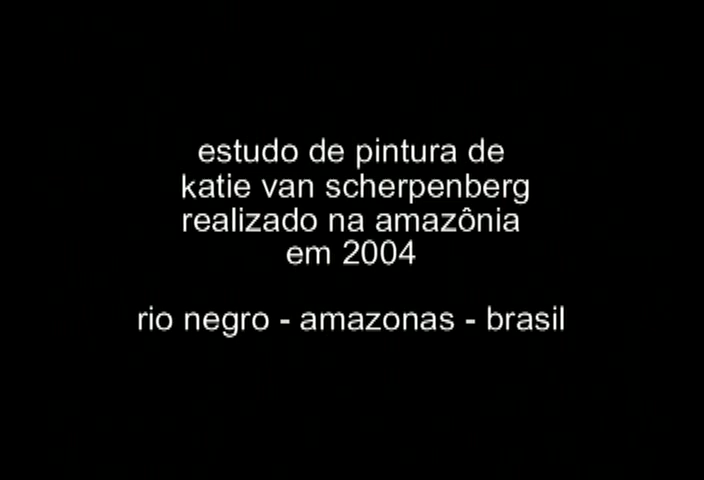 estudo de pintura de
katie van scherpenberg
realizado na amazônia
em 2004
rio negro - amazonas - brasil